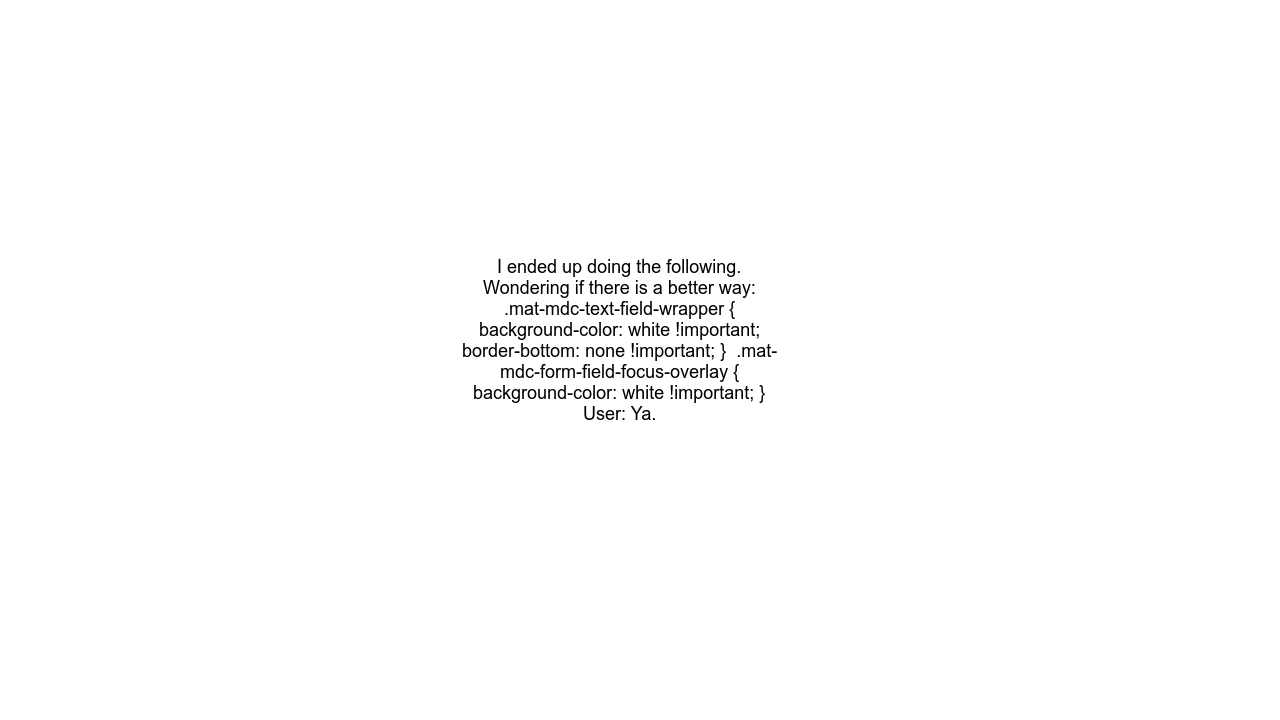 I ended up doing the following.
Wondering if there is a better way:
.mat-mdc-text-field-wrapper {
background-color: white !important;
border-bottom: none !important; }  .mat-
mdc-form-field-focus-overlay {
background-color: white !important; }
User: Ya.